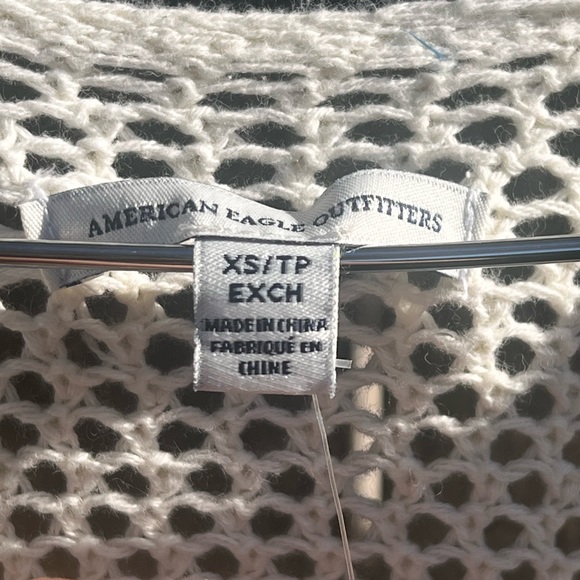 AMERICAN EAGLE OUTFITTERS
XS/TP
EXCH
MADE IN CHINA
FABRIQUÉ EN
CHINE